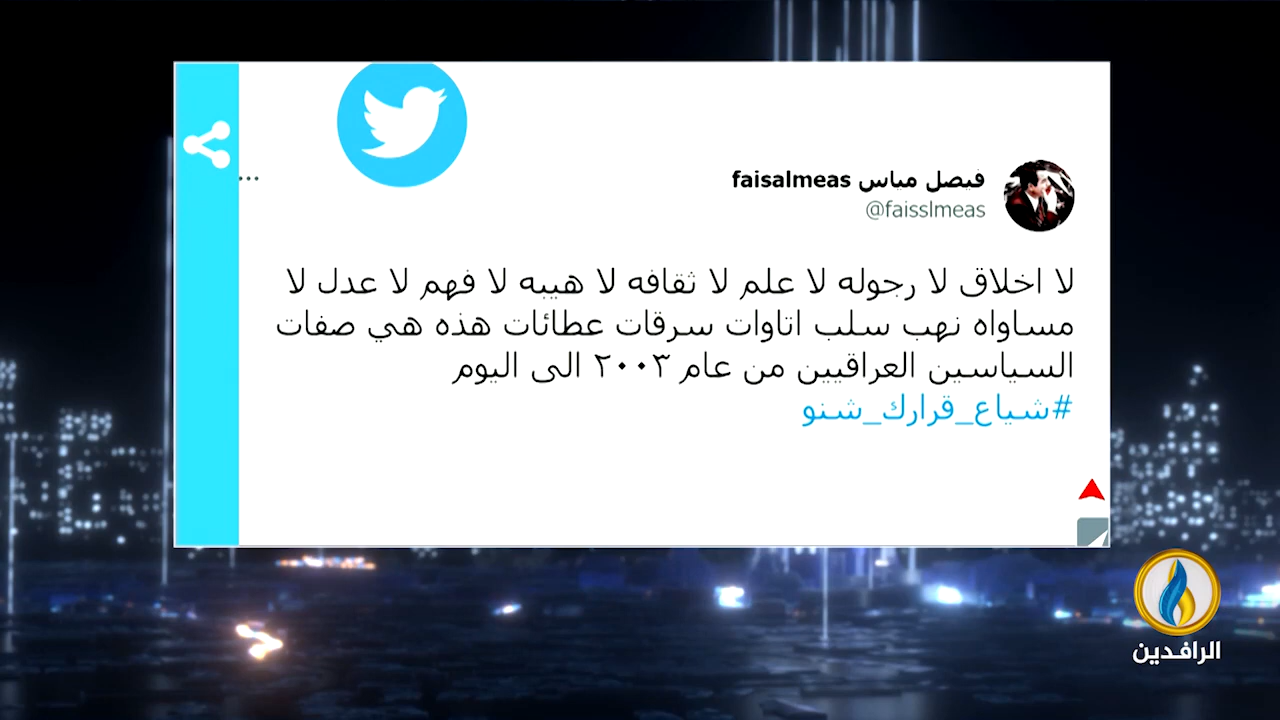 فيصل مياس faisalmeas
@faisslmeas
...
لا اخلاق لا رجوله لا علم لا ثقافه لا هيبه لا فهم لا عدل لا
مساواه نهب سلب اتاوات سرقات عطائات هذه هي صفات
السياسين العراقيين من عام ٢٠٠٣ الى اليوم
#شياع_قرارك_شنو
الرافدين